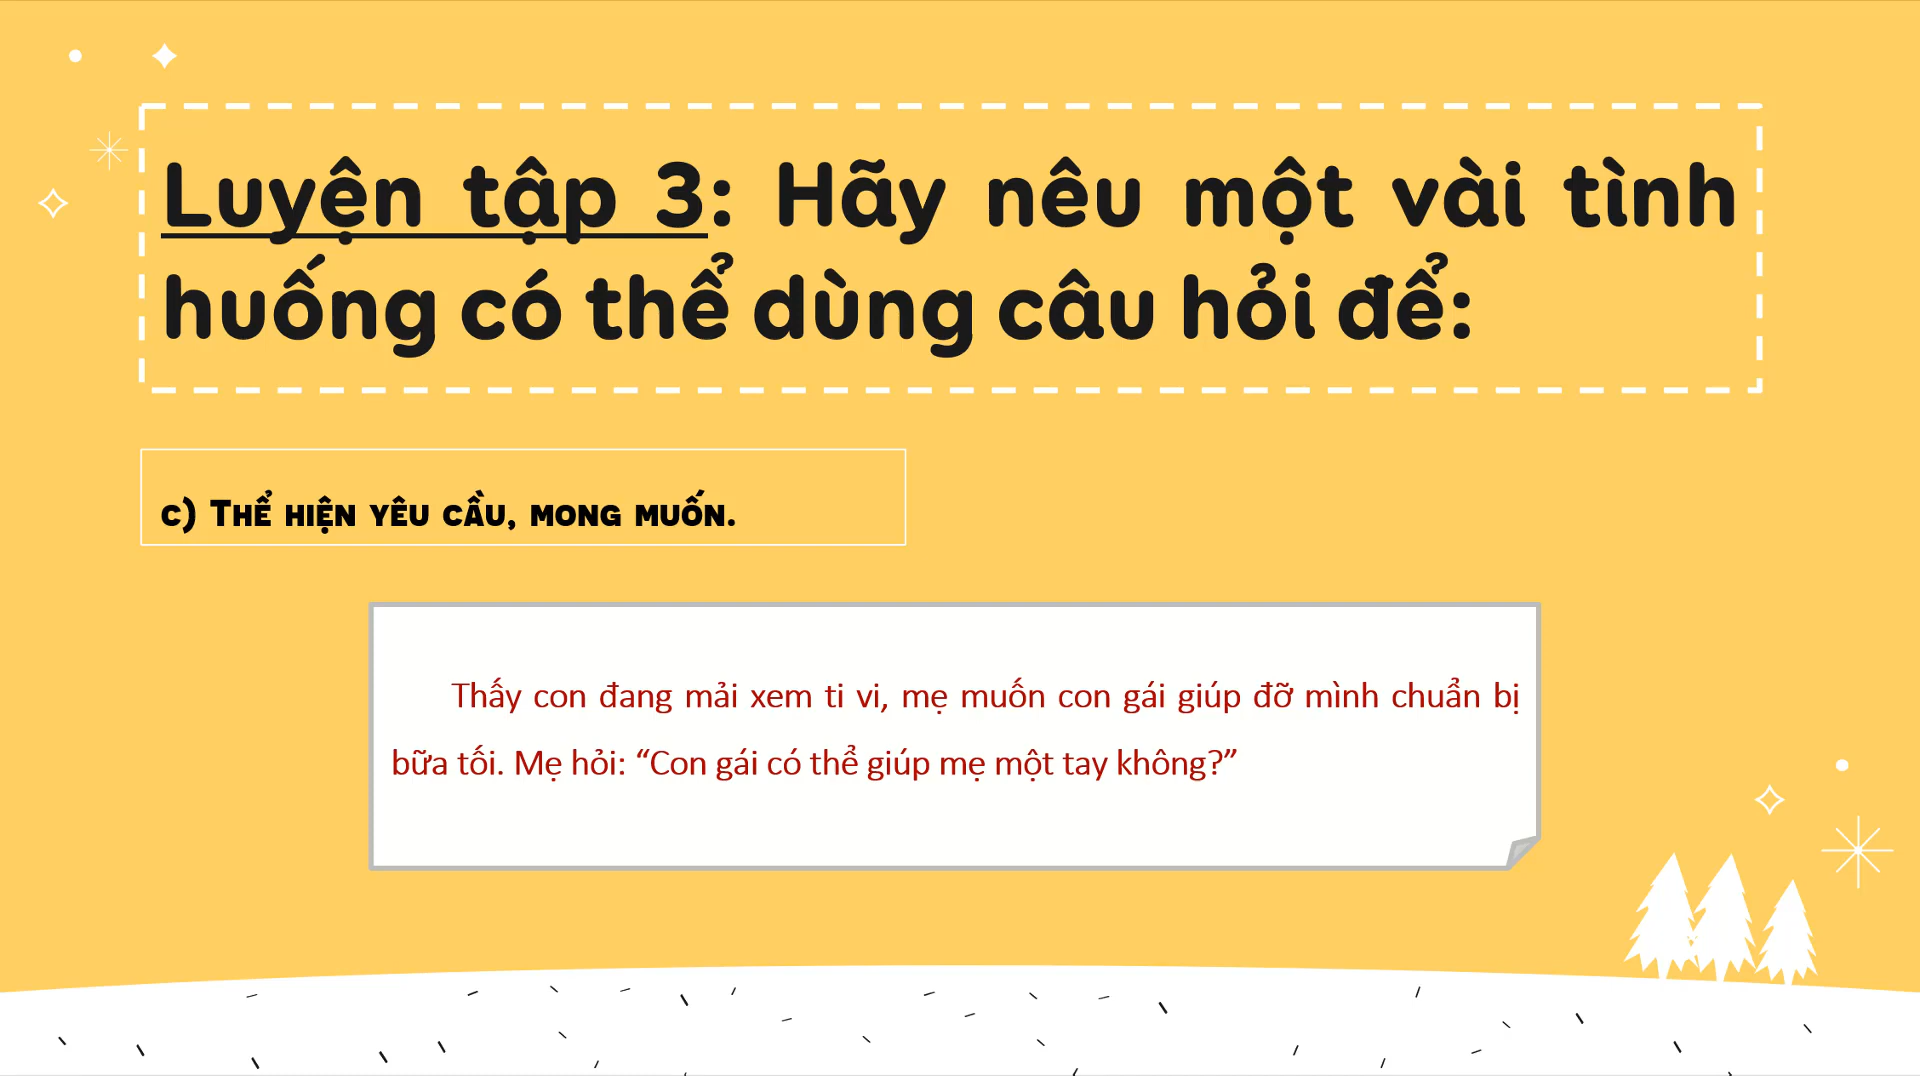 Luyện tập 3: Hãy nêu một vài tình
huống có thể dùng câu hỏi để:
c) Thể hiện yêu cầu, mong muốn.
Thấy con đang mải xem ti vi, mẹ muốn con gái giúp đỡ mình chuẩn bị
bữa tối. Mẹ hỏi: “Con gái có thể giúp mẹ một tay không?”